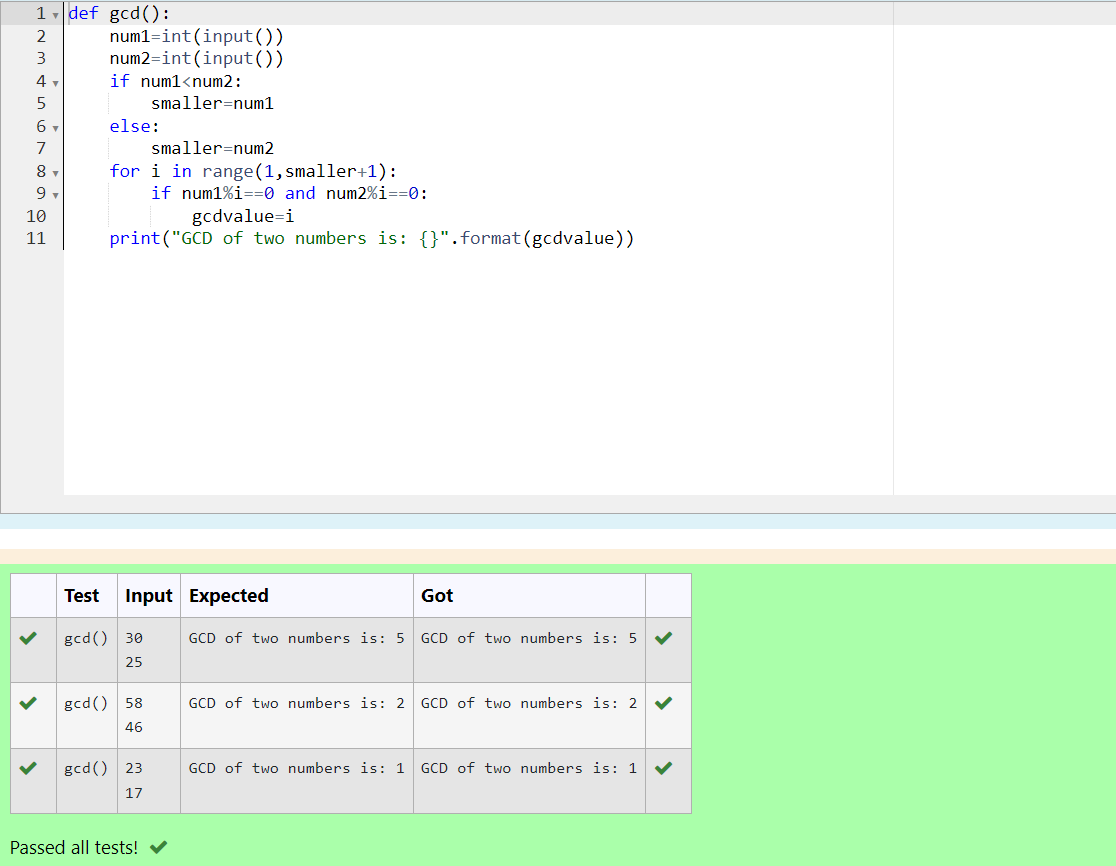 1 def gcd():
2     num1=int(input())
3     num2=int(input())
4     if num1<num2:
5         smaller=num1
6     else:
7         smaller=num2
8     for i in range(1,smaller+1):
9         if num1%i==0 and num2%i==0:
10             gcdvalue=i
11     print("GCD of two numbers is: {}".format(gcdvalue))
Test Input Expected Got
gcd() 30 GCD of two numbers is: 5 GCD of two numbers is: 5
25
gcd() 58 GCD of two numbers is: 2 GCD of two numbers is: 2
46
gcd() 23 GCD of two numbers is: 1 GCD of two numbers is: 1
17
Passed all tests!